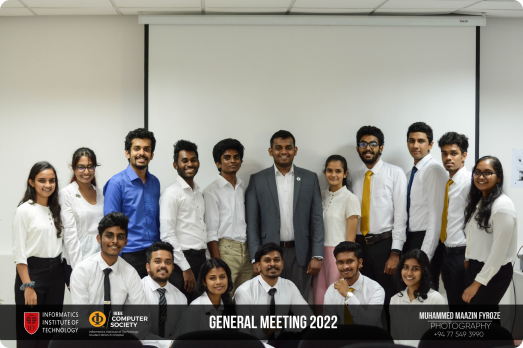 INFORMATICS
INSTITUTE OF
TECHNOLOGY
IEEE
COMPUTER
SOCIETY
GENERAL MEETING 2022
MUHAMMED MAAZIN FYROZE
PHOTOGRAPHY
+94 77 549 3990